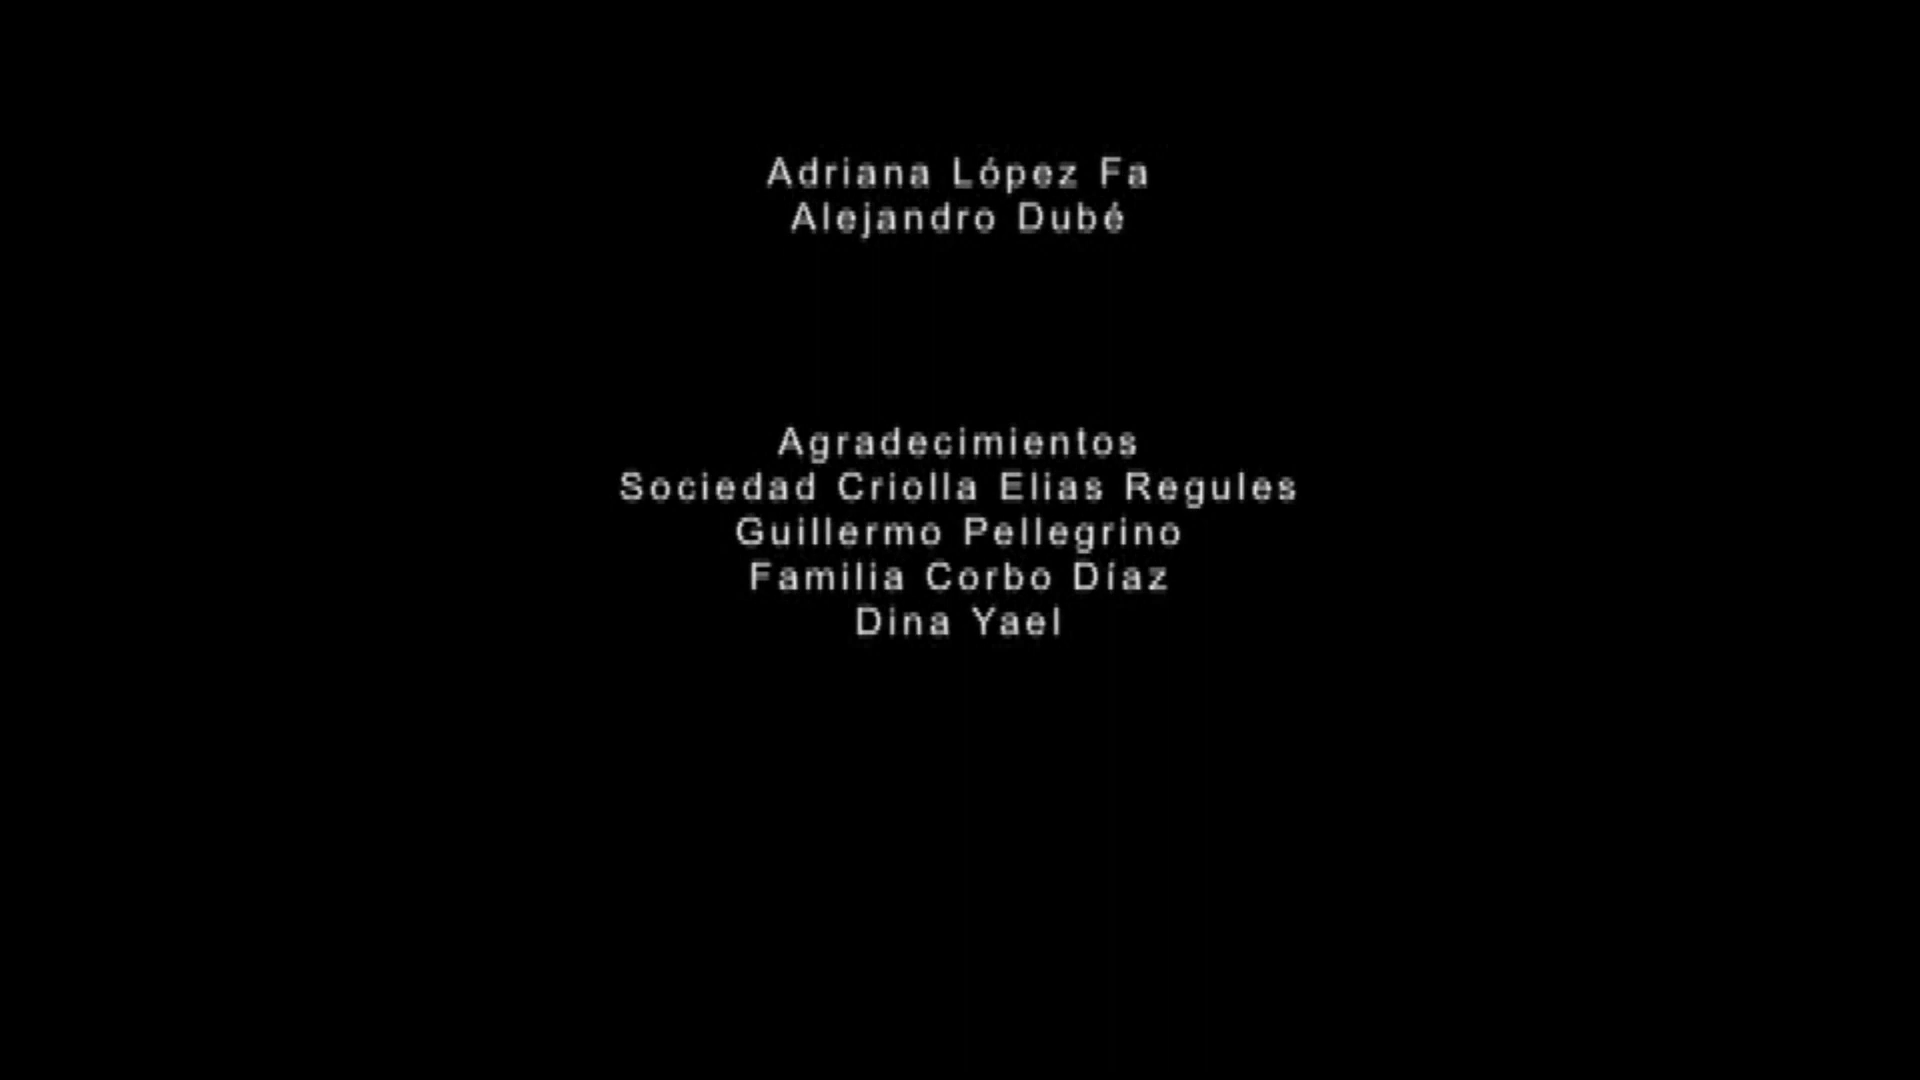 Adriana López Fa
Alejandro Dubé
Agradecimientos
Sociedad Criolla Elias Regules
Guillermo Pellegrino
Familia Corbo Díaz
Dina Yael